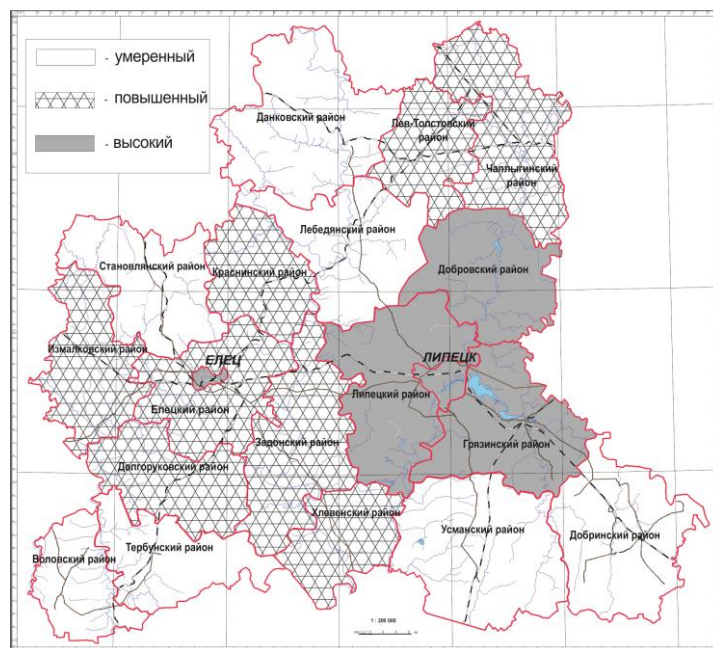 - умеренный
- повышенный
- высокий
Данковский район
Лев-Толстовский
район
Чаплыгинский
район
Лебедянский район
Становлянский район
Краснинский район
Добровский район
Измалковский район
ЕЛЕЦ
ЛИПЕЦК
Елецкий район
Липецкий район
Задонский район
Грязинский район
Долгоруковский район
Хлевенский район
Усманский район
Добринский район
Тербунский район
Воловский район
1 : 200 000